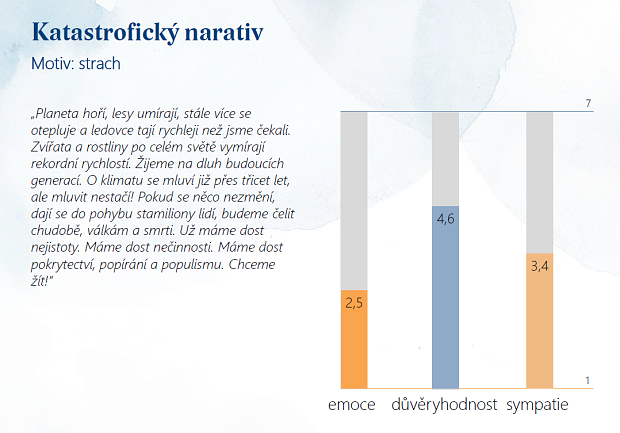 Katastrofický narativ
Motiv: strach
„Planeta hoří, lesy umírají, stále více se
otepluje a ledovce tají rychleji než jsme čekali.
Zvířata a rostliny po celém světě vymírají
rekordní rychlostí. Žijeme na dluh budoucích
generací. O klimatu se mluví již přes třicet let,
ale mluvit nestačí! Pokud se něco nezmění,
dají se do pohybu stamiliony lidí, budeme čelit
chudobě, válkám a smrti. Už máme dost
nejistoty. Máme dost nečinnosti. Máme dost
pokrytectví, popírání a populismu. Chceme
žít!"
7
4,6
3,4
2,5
1
emoce důvěryhodnost sympatie